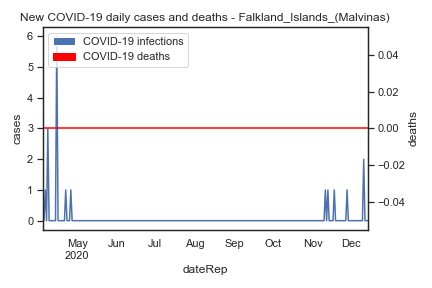 New COVID-19 daily cases and deaths - Falkland_Islands_(Malvinas)
COVID-19 infections
COVID-19 deaths
6
5
4
3
2
1
0
cases
0.04
0.02
0.00
−0.02
−0.04
deaths
May Jun Jul Aug Sep Oct Nov Dec
2020
dateRep